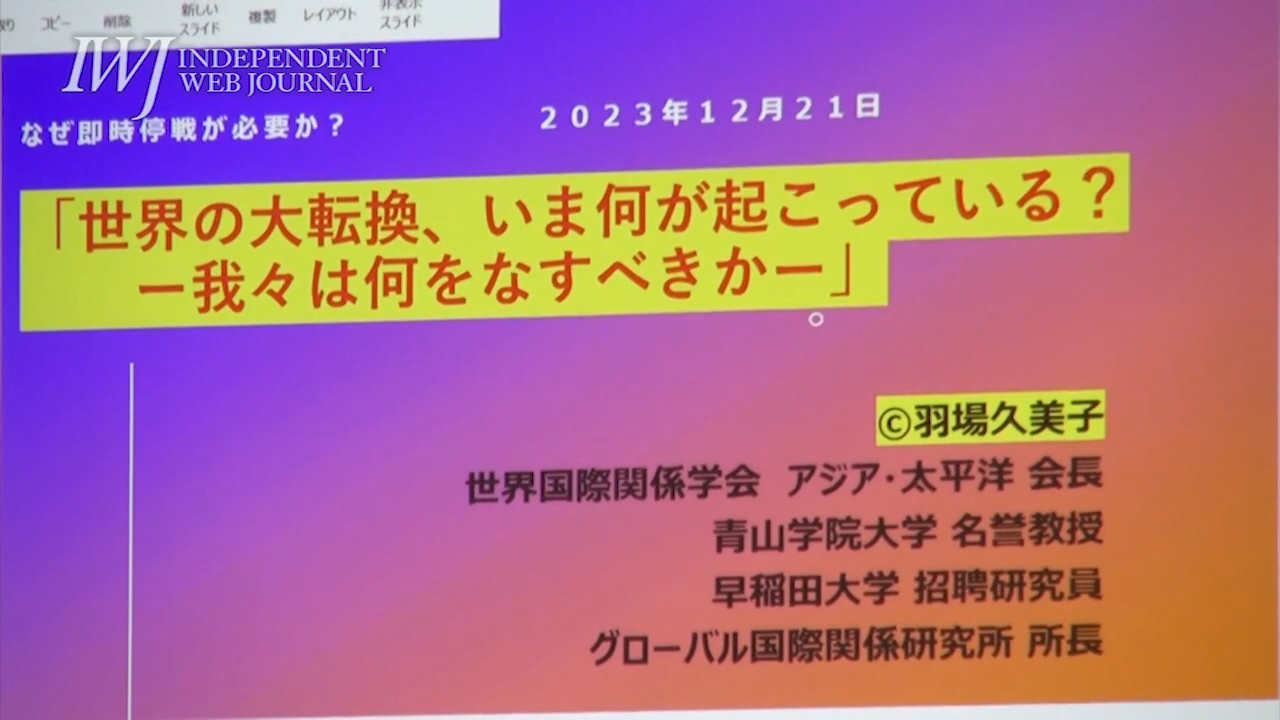 コピー
削除
新しい
スライド
複製
レイアウト
非表示
スライド
IWJ INDEPENDENT
WEB JOURNAL
なぜ即時停戦が必要か？
２０２３年１２月２１日
「世界の大転換、いま何が起こっている？
ー我々は何をなすべきかー」
©羽場久美子
世界国際関係学会 アジア・太平洋 会長
青山学院大学 名誉教授
早稲田大学 招聘研究員
グローバル国際関係研究所 所長